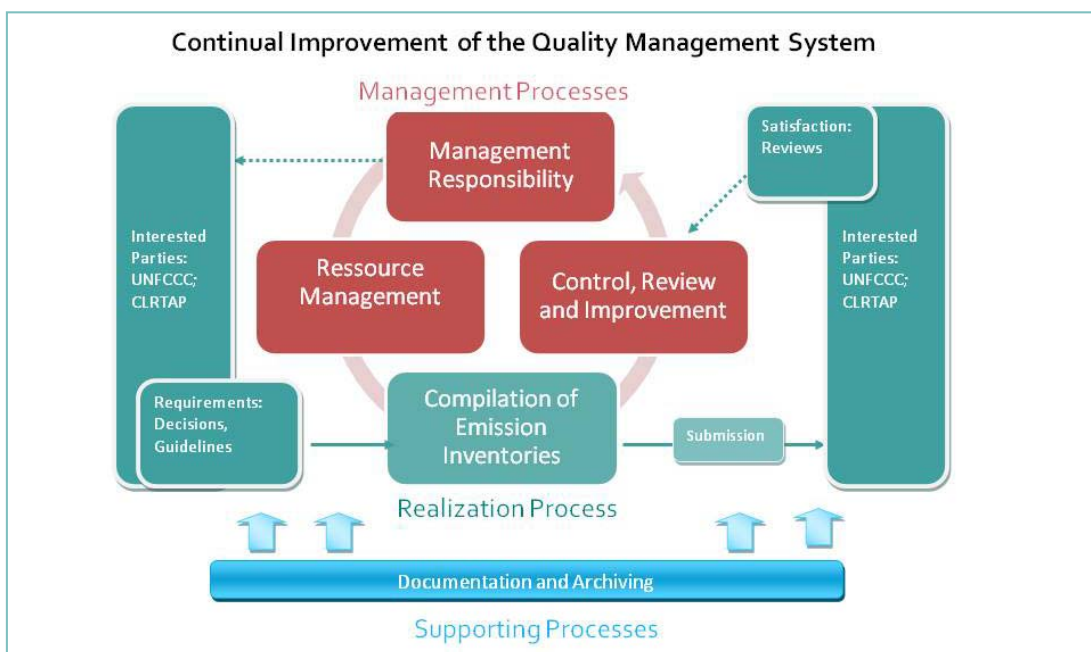 Continual Improvement of the Quality Management System
Management Processes
Management
Responsibility
Satisfaction:
Reviews
Interested
Parties:
UNFCCC;
CLRTAP
Ressource
Management
Control, Review
and Improvement
Interested
Parties:
UNFCCC;
CLRTAP
Requirements:
Decisions,
Guidelines
Compilation of
Emission
Inventories
Submission
Realization Process
Documentation and Archiving
Supporting Processes